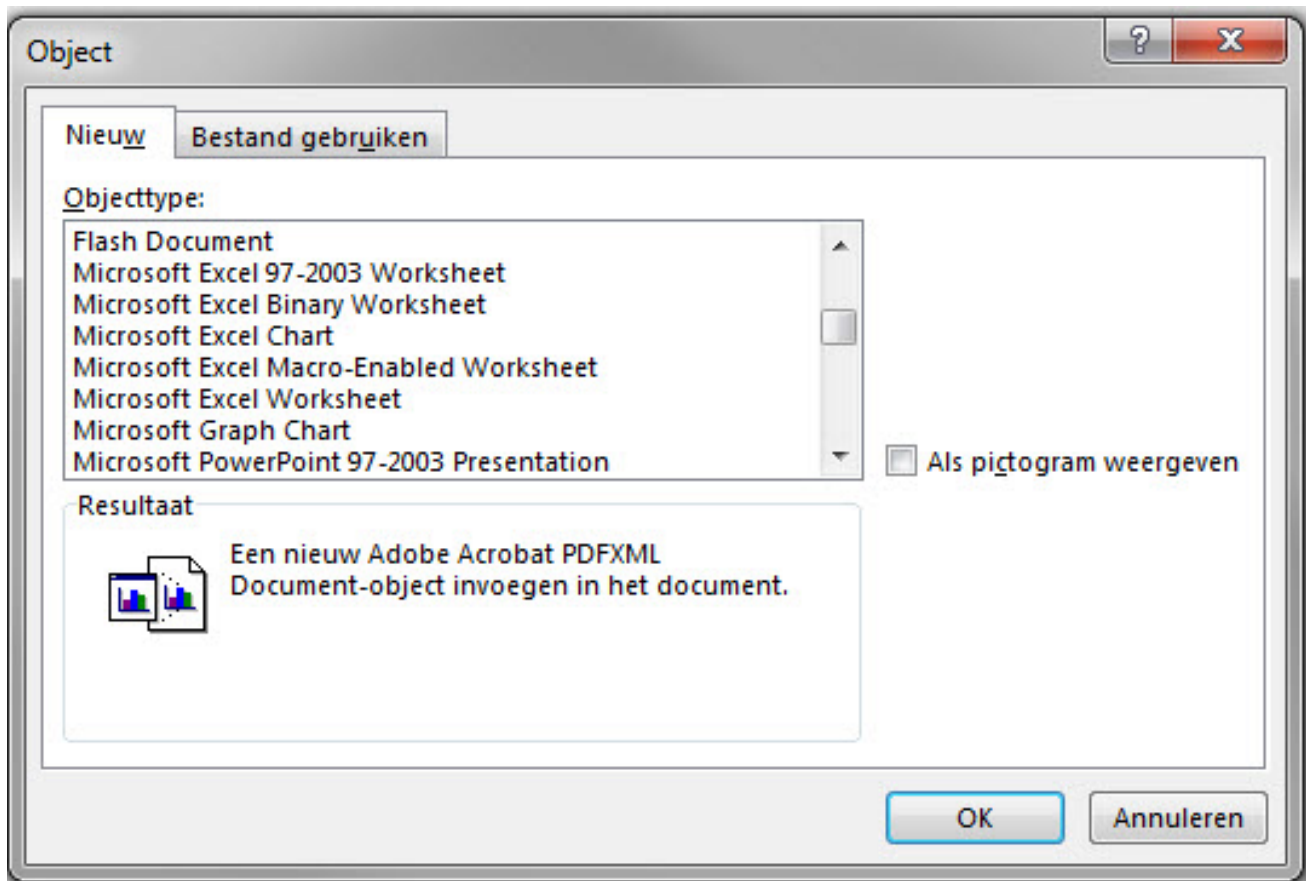 Object
Nieuw
Bestand gebruiken
Objecttype:
Flash Document
Microsoft Excel 97-2003 Worksheet
Microsoft Excel Binary Worksheet
Microsoft Excel Chart
Microsoft Excel Macro-Enabled Worksheet
Microsoft Excel Worksheet
Microsoft Graph Chart
Microsoft PowerPoint 97-2003 Presentation
Als pictogram weergeven
Resultaat
Een nieuw Adobe Acrobat PDFXML
Document-object invoegen in het document.
OK
Annuleren